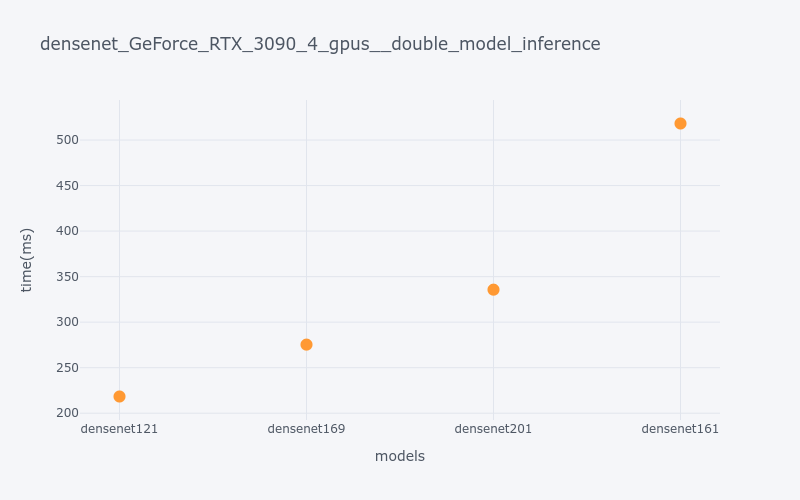 densenet_GeForce_RTX_3090_4_gpus__double_model_inference
500
450
400
350
300
250
200
time(ms)
densenet121
densenet169
densenet201
densenet161
models